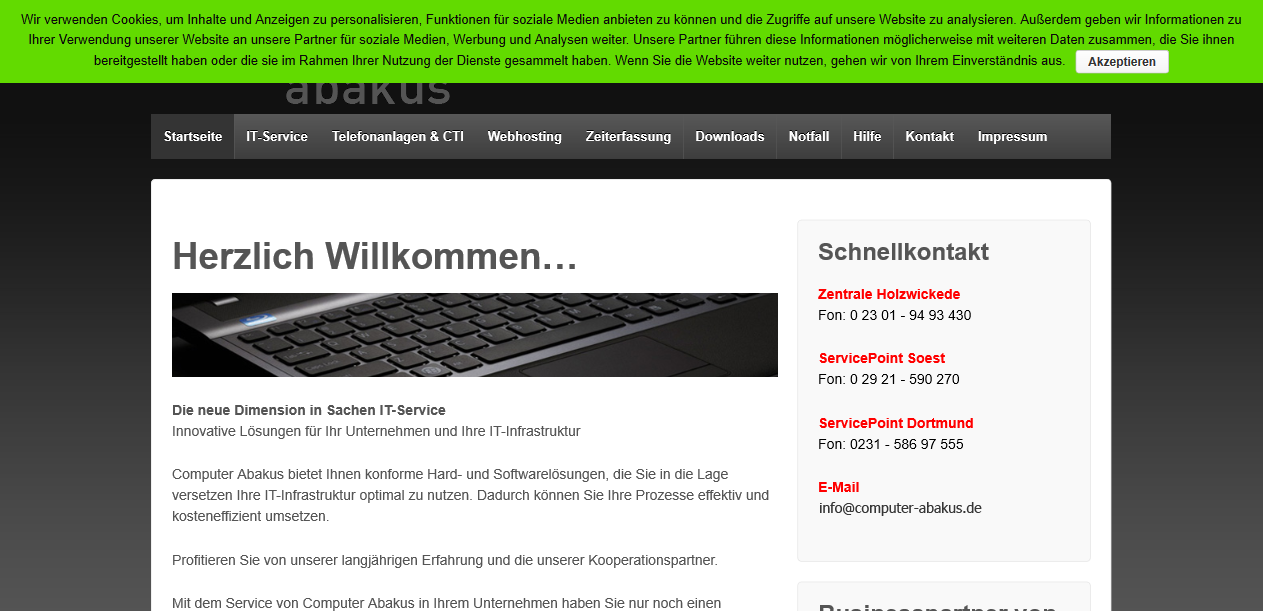 Wir verwenden Cookies, um Inhalte und Anzeigen zu personalisieren, Funktionen für soziale Medien anbieten zu können und die Zugriffe auf unsere Website zu analysieren. Außerdem geben wir Informationen zu
Ihrer Verwendung unserer Website an unsere Partner für soziale Medien, Werbung und Analysen weiter. Unsere Partner führen diese Informationen möglicherweise mit weiteren Daten zusammen, die Sie ihnen
bereitgestellt haben oder die sie im Rahmen Ihrer Nutzung der Dienste gesammelt haben. Wenn Sie die Website weiter nutzen, gehen wir von Ihrem Einverständnis aus. Akzeptieren
abakus
Startseite IT-Service Telefonanlagen & CTI Webhosting Zeiterfassung Downloads Notfall Hilfe Kontakt Impressum
Herzlich Willkommen…
Die neue Dimension in Sachen IT-Service
Innovative Lösungen für Ihr Unternehmen und Ihre IT-Infrastruktur
Computer Abakus bietet Ihnen konforme Hard- und Softwarelösungen, die Sie in die Lage
versetzen Ihre IT-Infrastruktur optimal zu nutzen. Dadurch können Sie Ihre Prozesse effektiv und
kosteneffizient umsetzen.
Profitieren Sie von unserer langjährigen Erfahrung und die unserer Kooperationspartner.
Mit dem Service von Computer Abakus in Ihrem Unternehmen haben Sie nur noch einen
Schnellkontakt
Zentrale Holzwickede
Fon: 0 23 01 - 94 93 430
ServicePoint Soest
Fon: 0 29 21 - 590 270
ServicePoint Dortmund
Fon: 0231 - 586 97 555
E-Mail
info@computer-abakus.de
Businesspartner von